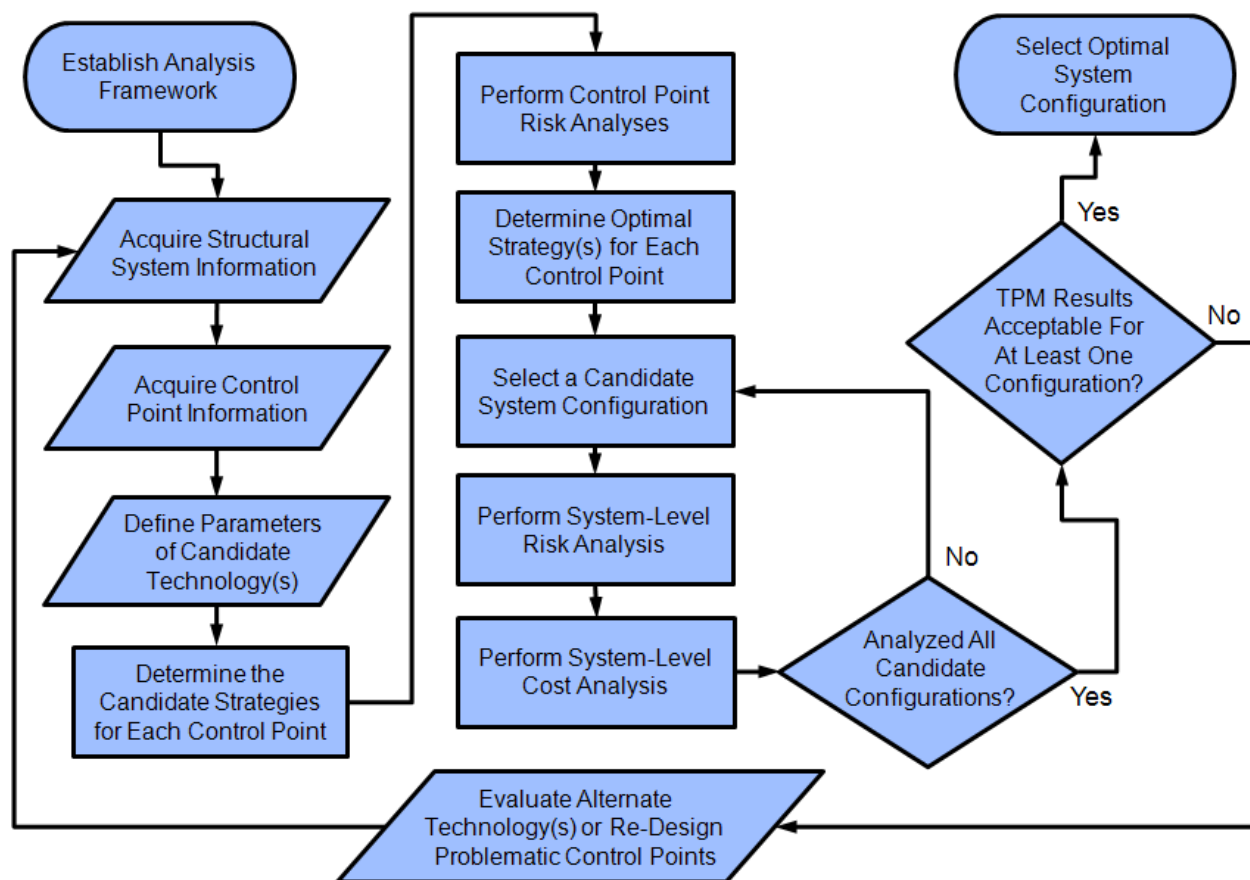 Establish Analysis
Framework
Acquire Structural
System Information
Acquire Control
Point Information
Define Parameters
of Candidate
Technology(s)
Determine the
Candidate Strategies
for Each Control Point
Perform Control Point
Risk Analyses
Determine Optimal
Strategy(s) for Each
Control Point
Select a Candidate
System Configuration
Perform System-Level
Risk Analysis
Perform System-Level
Cost Analysis
Analyzed All
Candidate
Configurations?
No
Yes
TPM Results
Acceptable For
At Least One
Configuration?
Yes
No
Select Optimal
System
Configuration
Evaluate Alternate
Technology(s) or Re-Design
Problematic Control Points